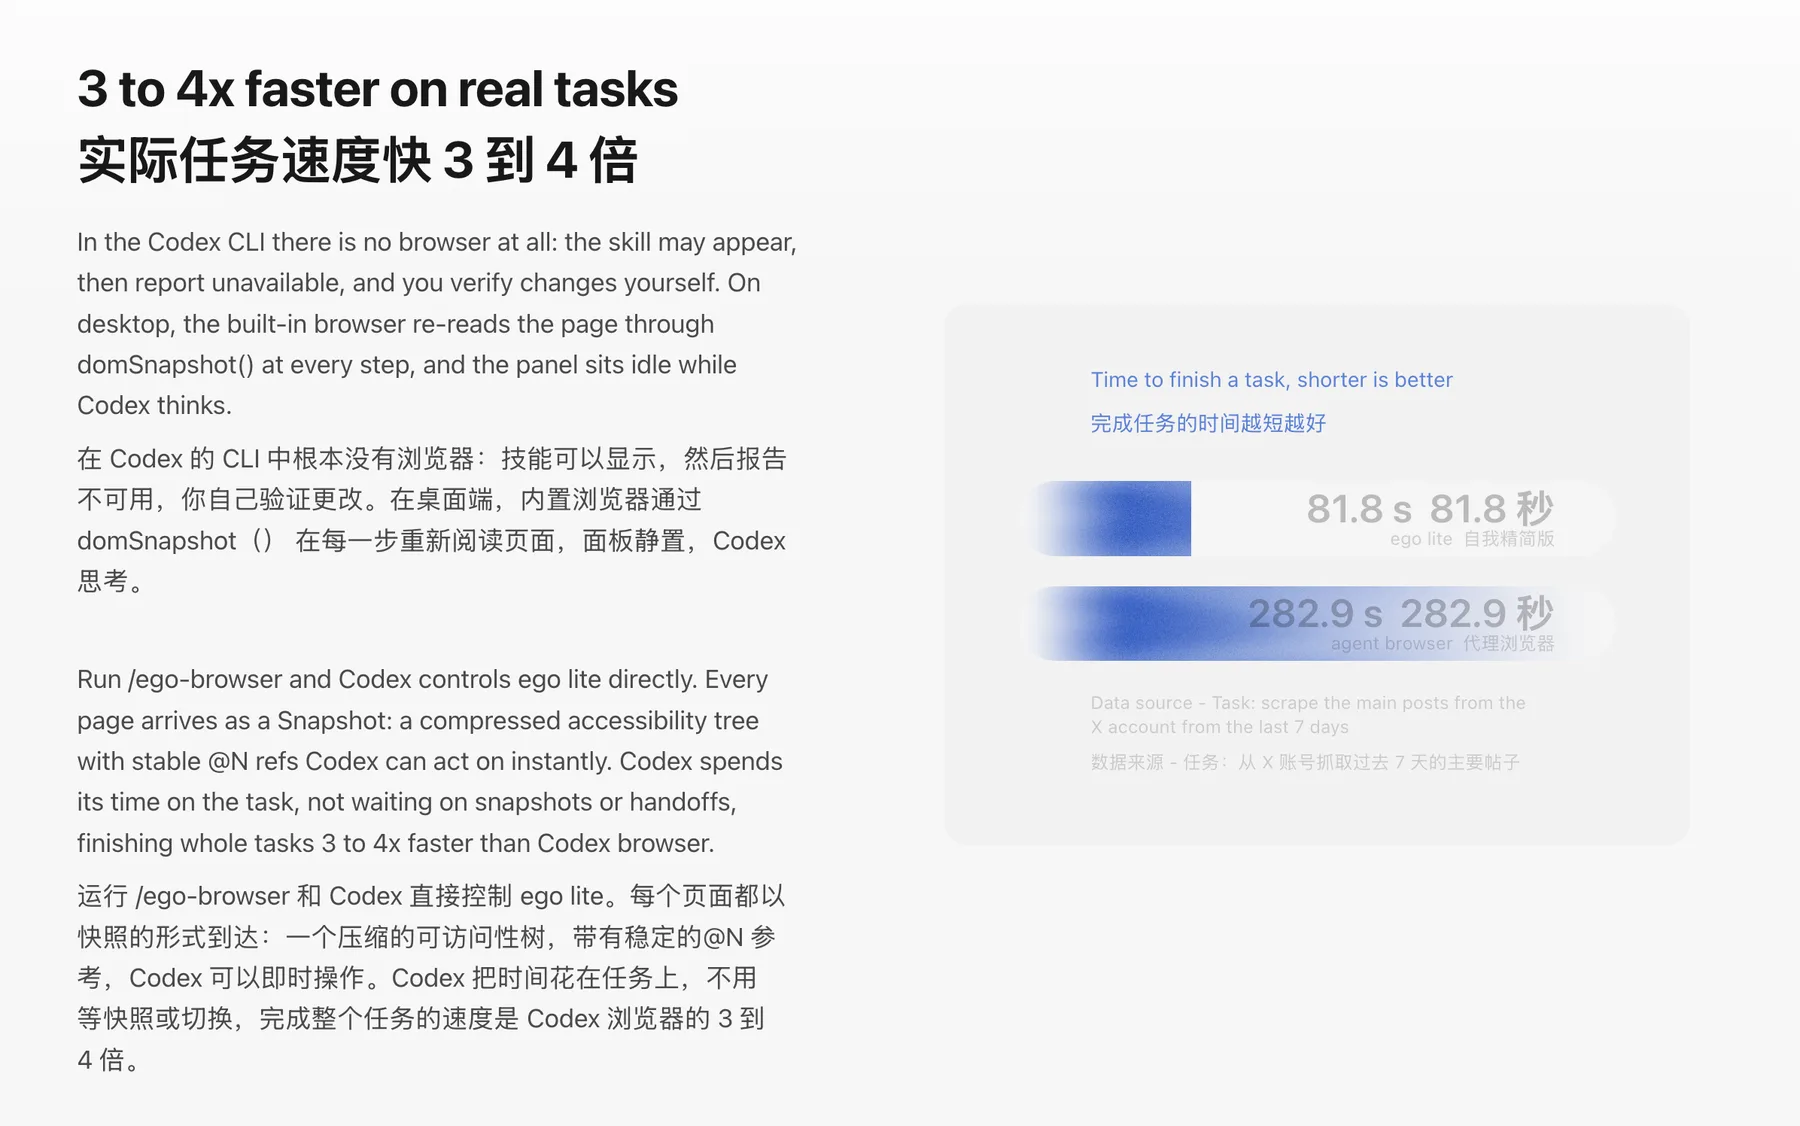 3 to 4x faster on real tasks
实际任务速度快 3 到 4 倍
In the Codex CLI there is no browser at all: the skill may appear,
then report unavailable, and you verify changes yourself. On
desktop, the built-in browser re-reads the page through
domSnapshot() at every step, and the panel sits idle while
Codex thinks.
在 Codex 的 CLI 中根本没有浏览器：技能可以显示，然后报告
不可用，你自己验证更改。在桌面端，内置浏览器通过
domSnapshot（） 在每一步重新阅读页面，面板静置，Codex
思考。
Run /ego-browser and Codex controls ego lite directly. Every
page arrives as a Snapshot: a compressed accessibility tree
with stable @N refs Codex can act on instantly. Codex spends
its time on the task, not waiting on snapshots or handoffs,
finishing whole tasks 3 to 4x faster than Codex browser.
运行 /ego-browser 和 Codex 直接控制 ego lite。每个页面都以
快照的形式到达：一个压缩的可访问性树，带有稳定的@N 参
考，Codex 可以即时操作。Codex 把时间花在任务上，不用
等快照或切换，完成整个任务的速度是 Codex 浏览器的 3 到
4 倍。
Time to finish a task, shorter is better
完成任务的时间越短越好
81.8 s 81.8 秒
ego lite 自我精简版
282.9 s 282.9 秒
agent browser 代理浏览器
Data source - Task: scrape the main posts from the
X account from the last 7 days
数据来源 - 任务：从 X 账号抓取过去 7 天的主要帖子